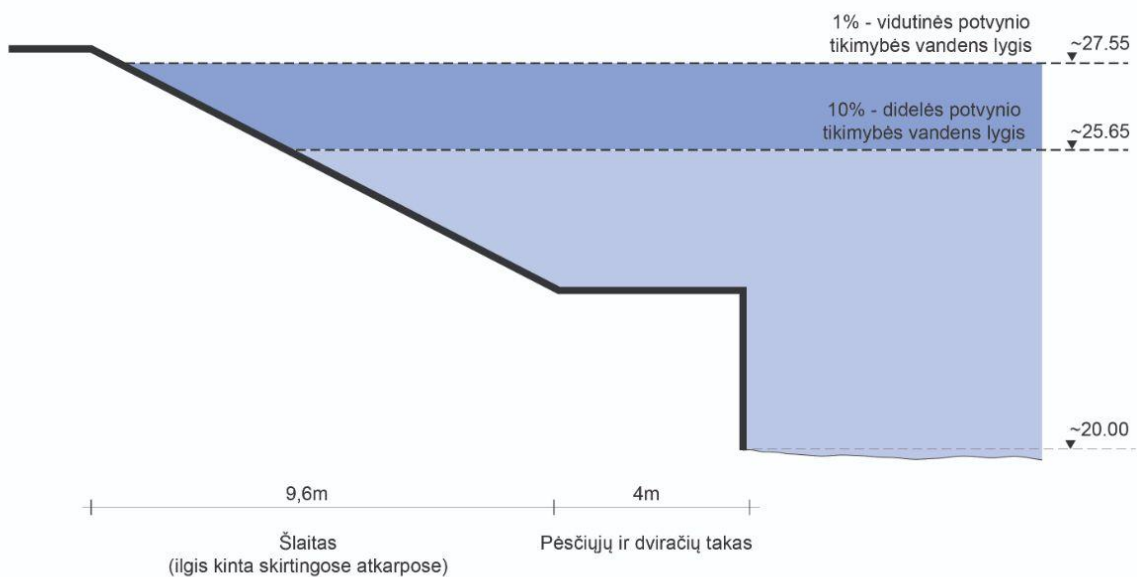 1% - vidutinės potvynio
tikimybės vandens lygis
~27.55
10% - didelės potvynio
tikimybės vandens lygis
~25.65
~20.00
9,6m
4m
Šlaitas
(ilgis kinta skirtingose atkarpose)
Pėsčiųjų ir dviračių takas